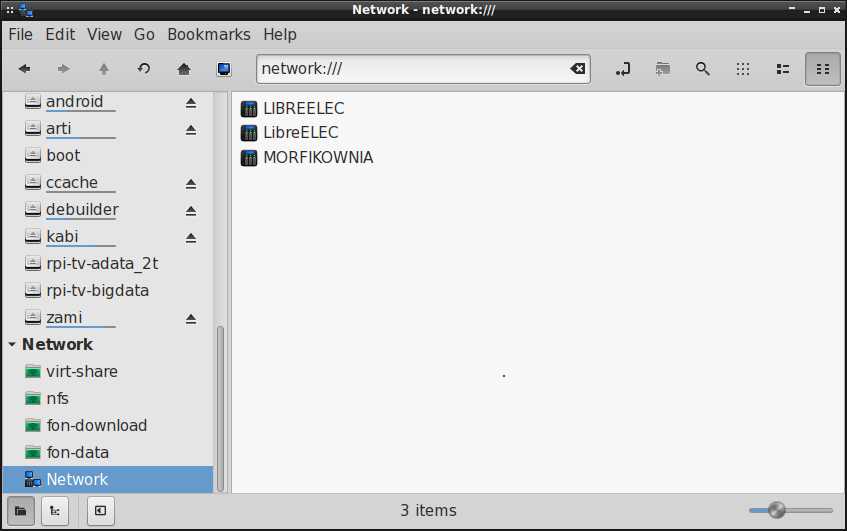 Network - network:///
File Edit View Go Bookmarks Help
network:///
android
arti
boot
ccache
debuilder
kabi
rpi-tv-adata_2t
rpi-tv-bigdata
zami
Network
virt-share
nfs
fon-download
fon-data
Network
LIBREELEC
LibreELEC
MORFIKOWNIA
3 items